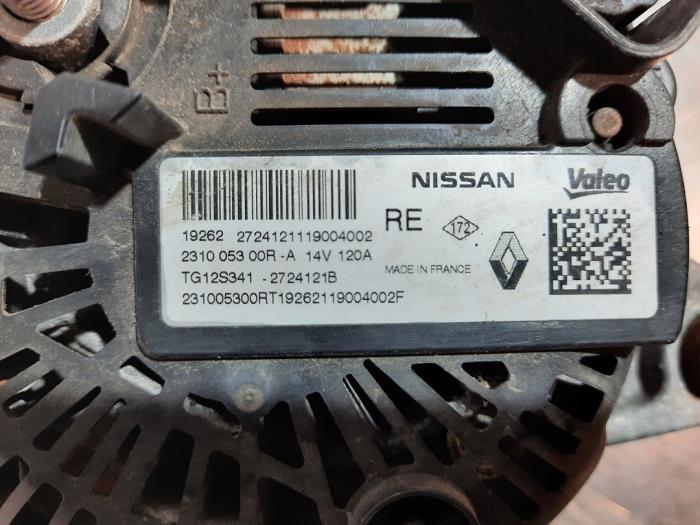 B+
NISSAN Valeo
19262 2724121119004002 RE 172
2310 053 00R -A 14V 120A
TG12S341 -2724121B MADE IN FRANCE
231005300RT19262119004002F